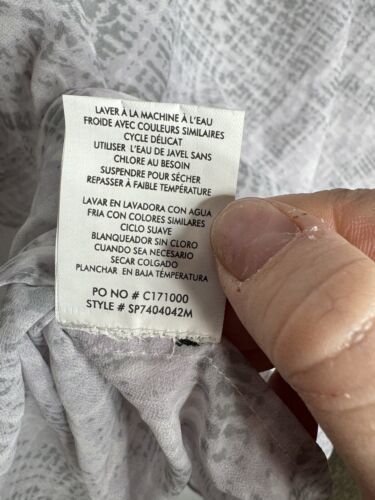 LAVER À LA MACHINE À L'EAU
FROIDE AVEC COULEURS SIMILAIRES
CYCLE DÉLICAT
UTILISER L'EAU DE JAVEL SANS
CHLORE AU BESOIN
SUSPENDRE POUR SÉCHER
REPASSER À FAIBLE TEMPÉRATURE
LAVAR EN LAVADORA CON AGUA
FRIA CON COLORES SIMILARES
CICLO SUAVE
BLANQUEADOR SIN CLORO
CUANDO SEA NECESARIO
SECAR COLGADO
PLANCHAR EN BAJA TÉMPERATURA
PO NO # C171000
STYLE # SP7404042M